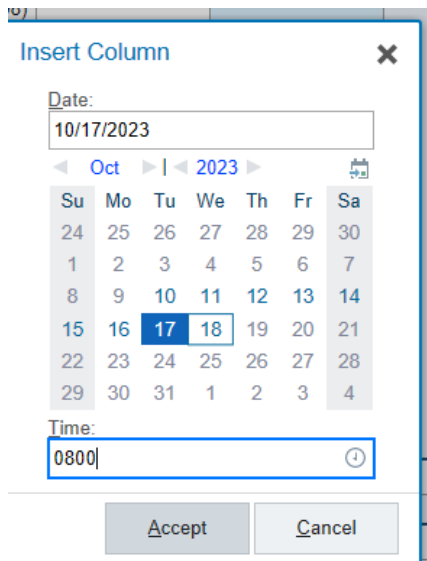 Insert Column
Date:
10/17/2023
Oct 2023
Su Mo Tu We Th Fr Sa
24 25 26 27 28 29 30
1 2 3 4 5 6 7
8 9 10 11 12 13 14
15 16 17 18 19 20 21
22 23 24 25 26 27 28
29 30 31 1 2 3 4
Time:
0800
Accept Cancel